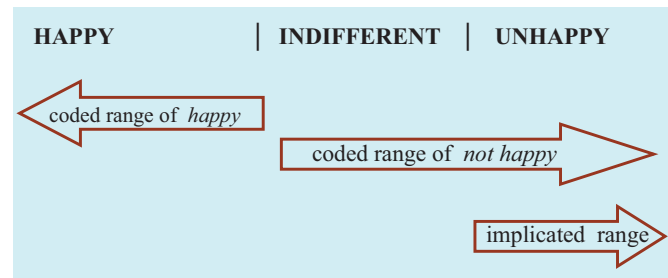 HAPPY | INDIFFERENT | UNHAPPY
coded range of happy
coded range of not happy
implicated range